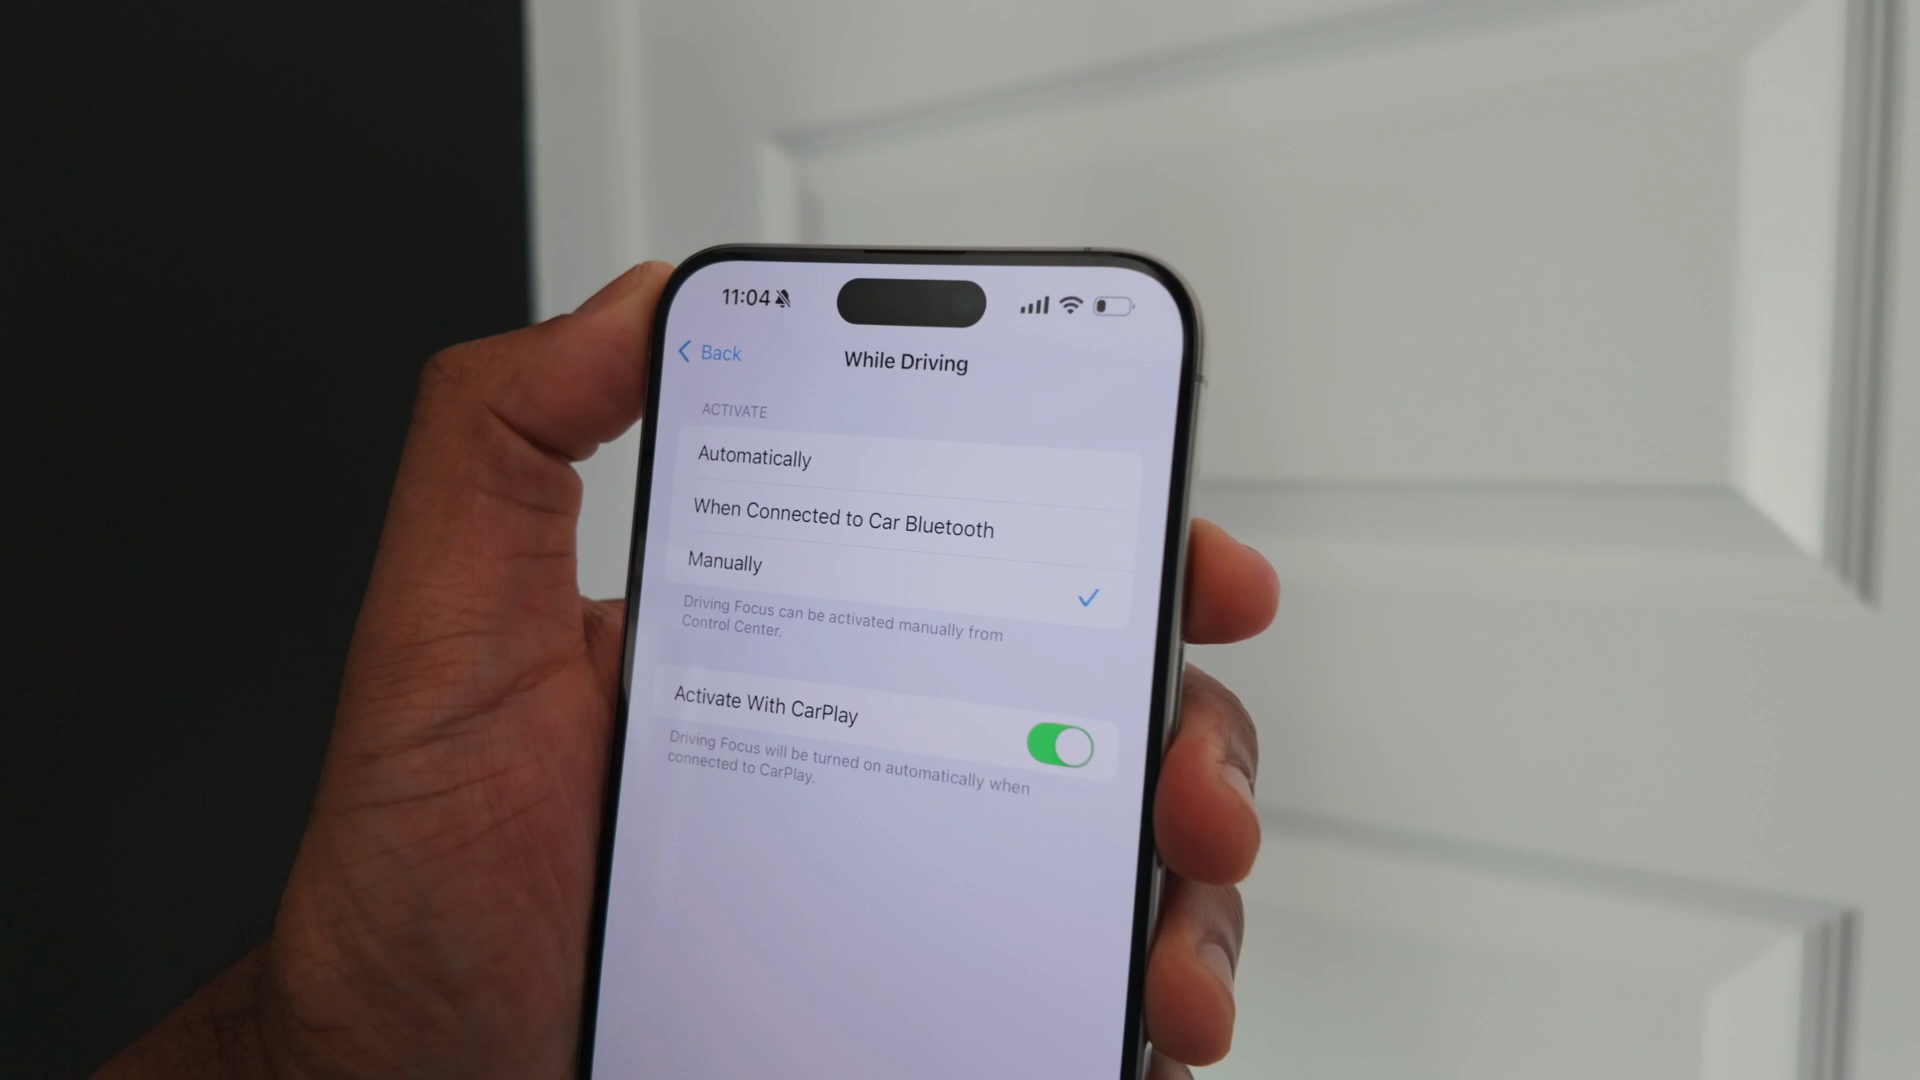 11:04
Back
While Driving
ACTIVATE
Automatically
When Connected to Car Bluetooth
Manually
Driving Focus can be activated manually from
Control Center.
Activate With CarPlay
Driving Focus will be turned on automatically when
connected to CarPlay.